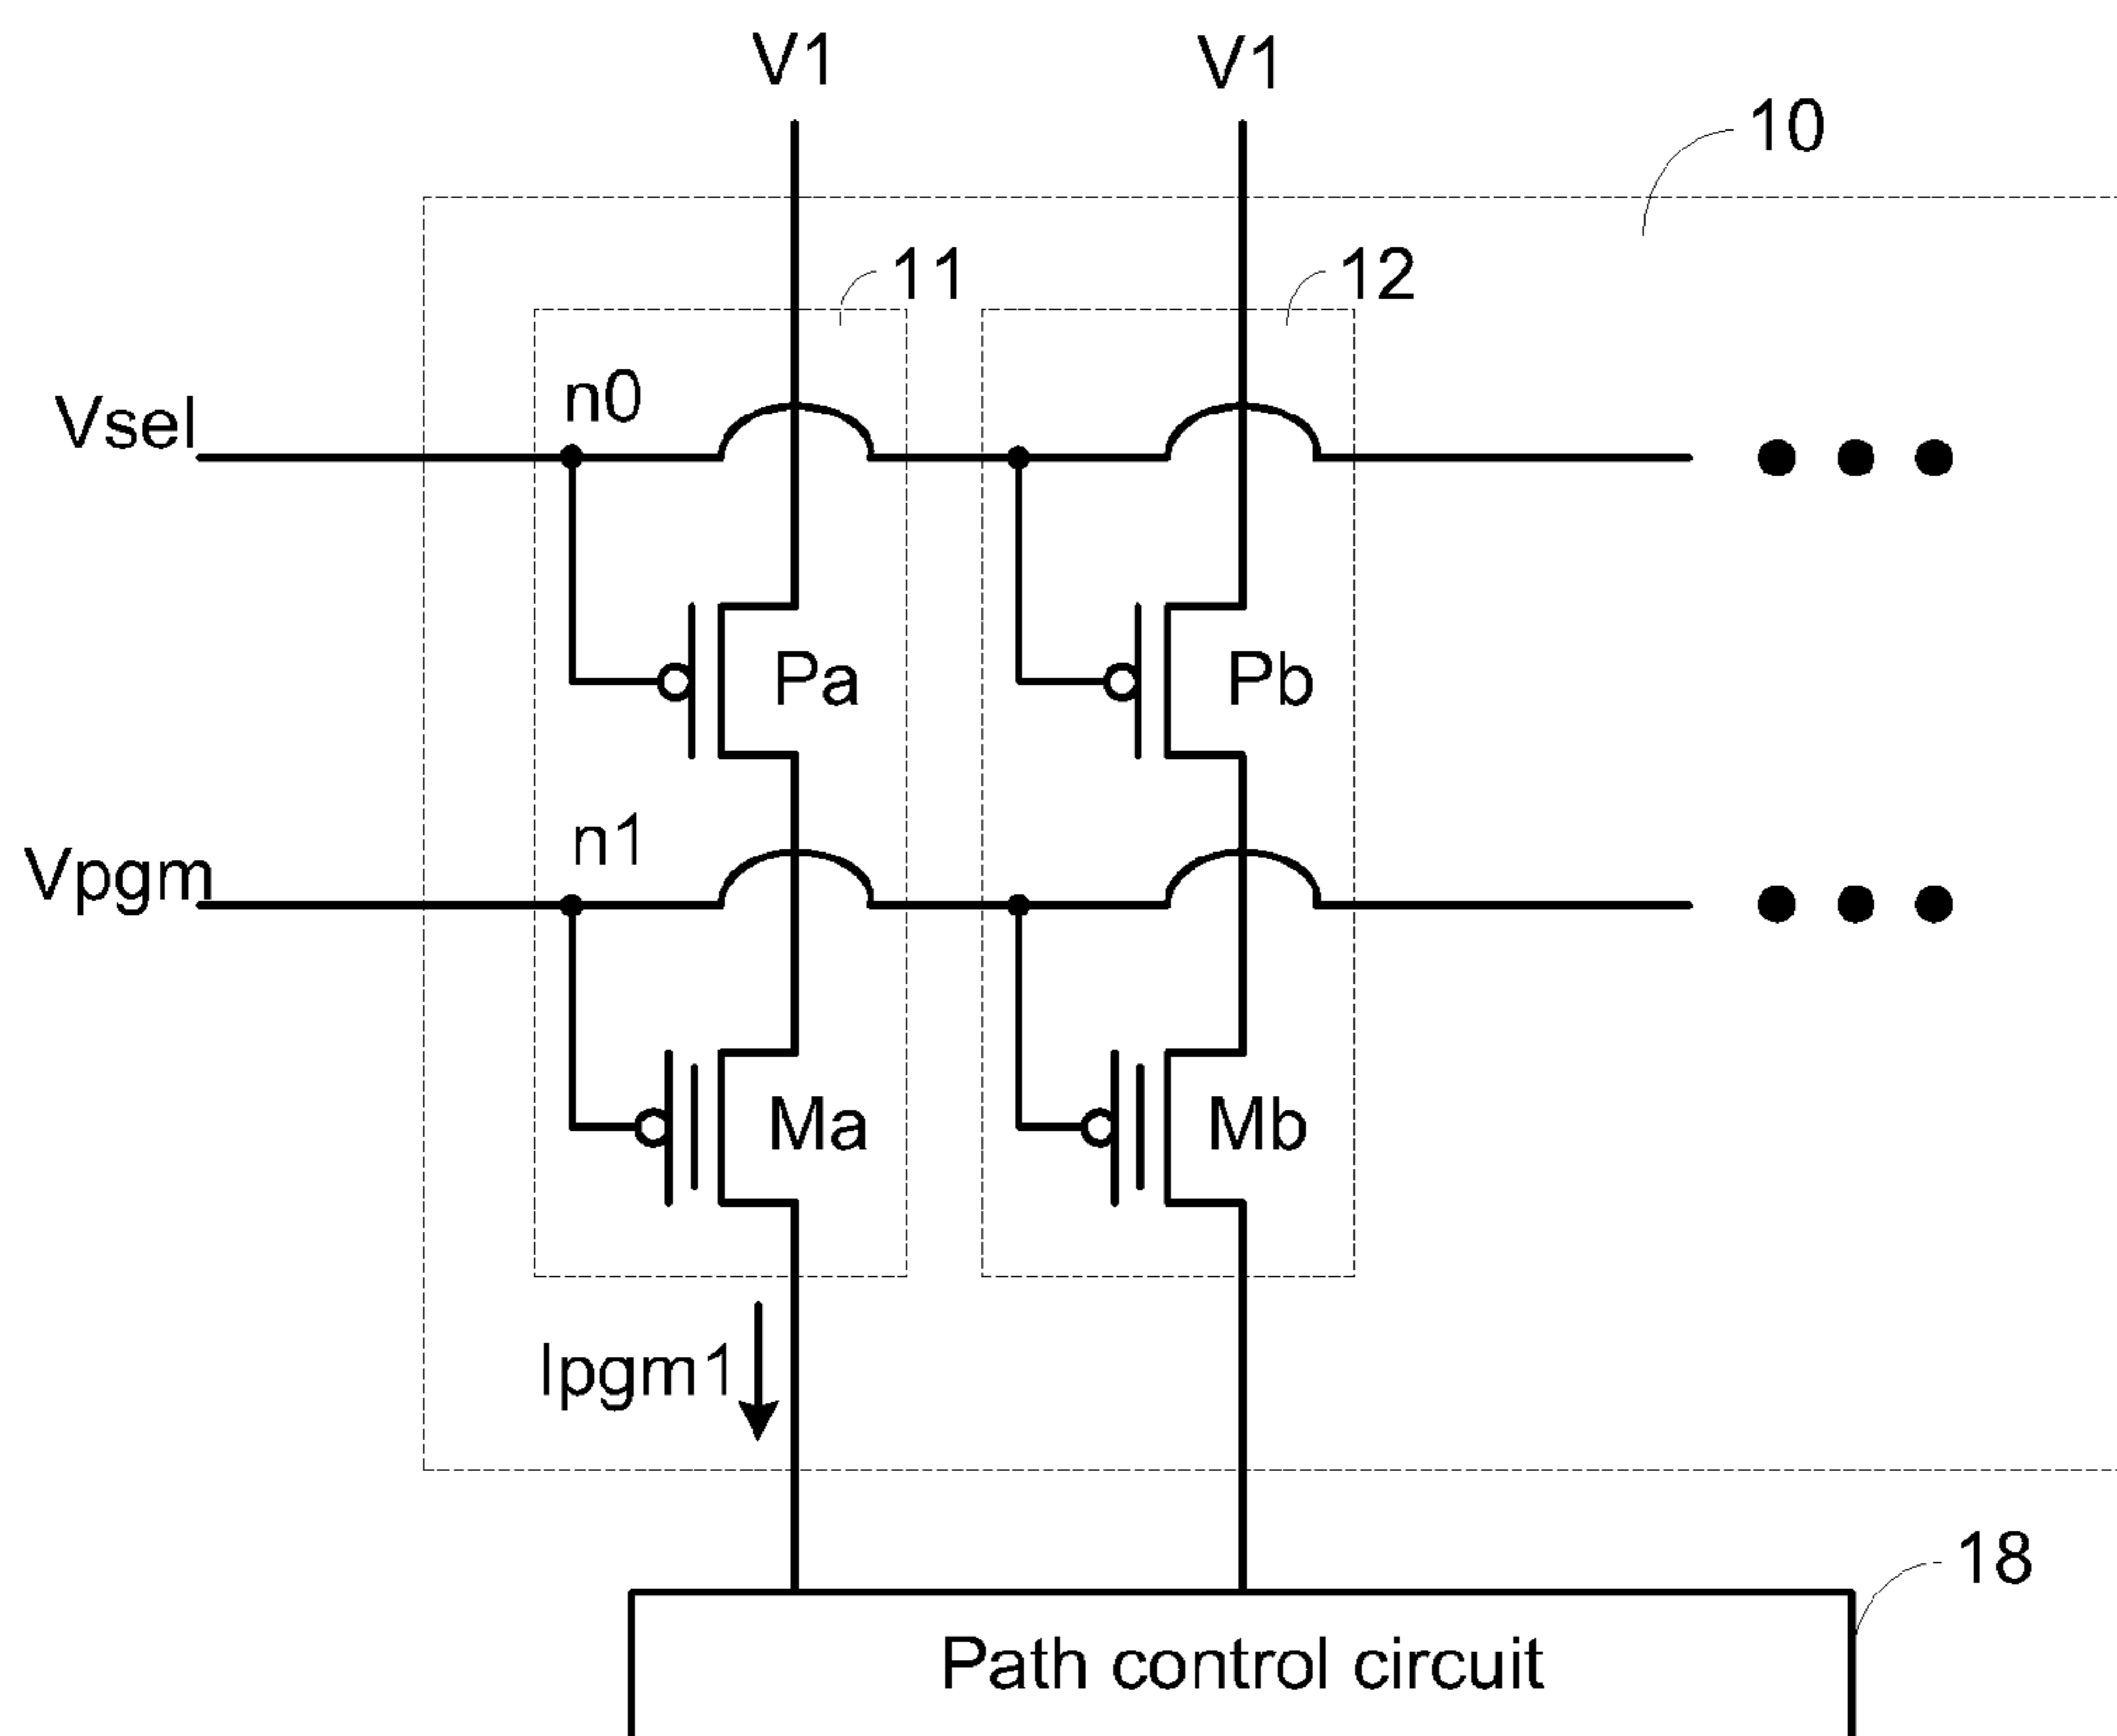 V1
V1
10
11
12
n0
Vsel
Pa
Pb
n1
Vpgm
Ma
Mb
Ipgm1
18
Path control circuit